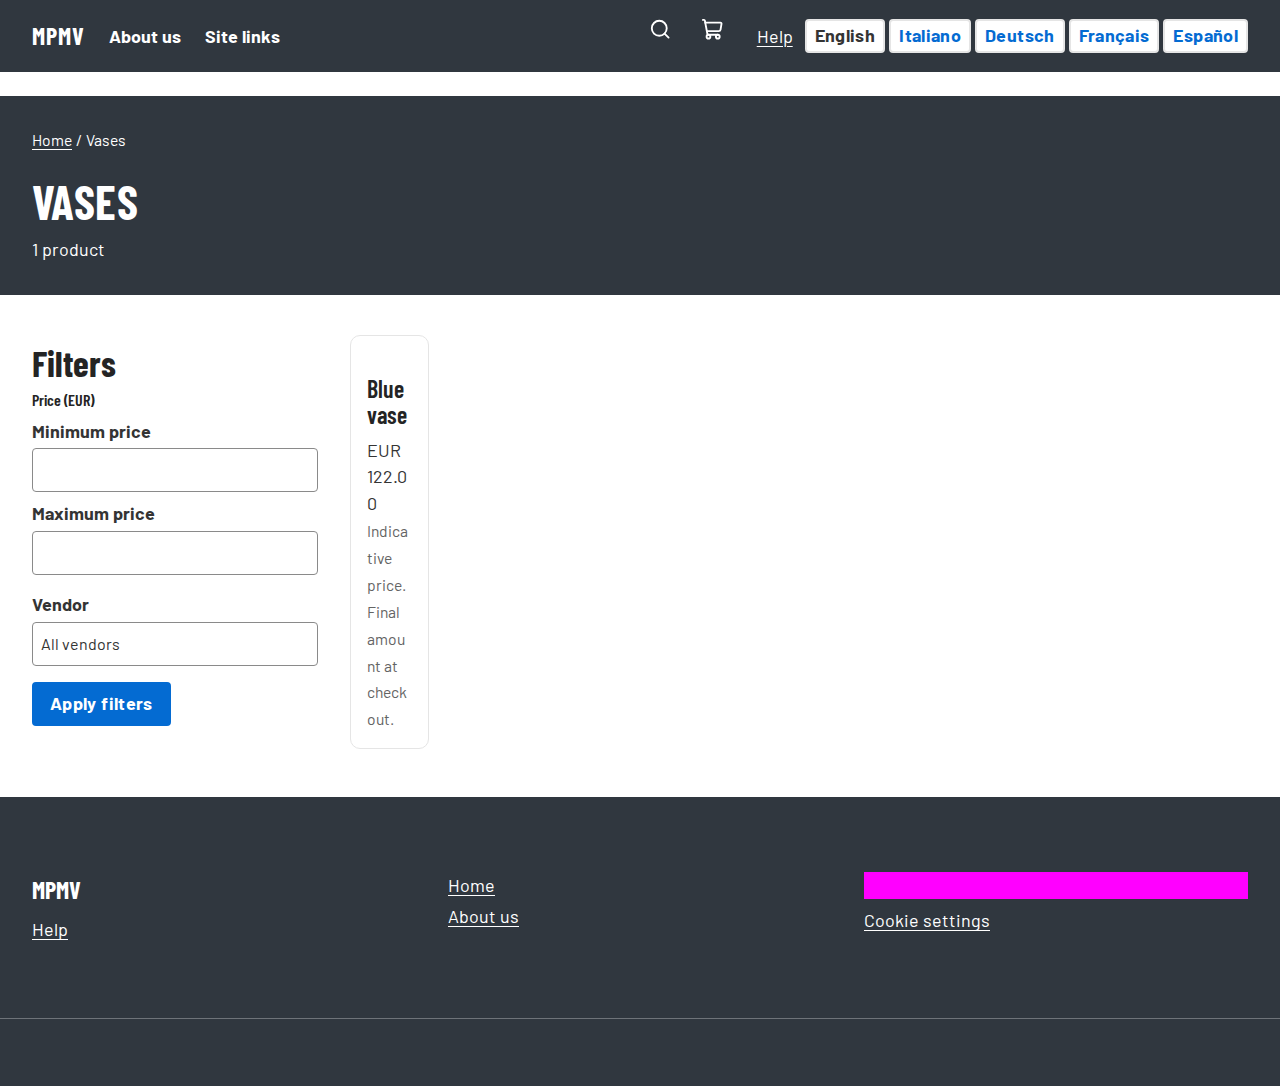 MPMV About us Site links Help English Italiano Deutsch Français Español
Home / Vases
VASES
1 product
Filters
Price (EUR)
Minimum price
Maximum price
Vendor
All vendors
Apply filters
Blue
vase
EUR
122.0
0
Indica
tive
price.
Final
amou
nt at
check
out.
MPMV
Help
Home
About us
Cookie settings